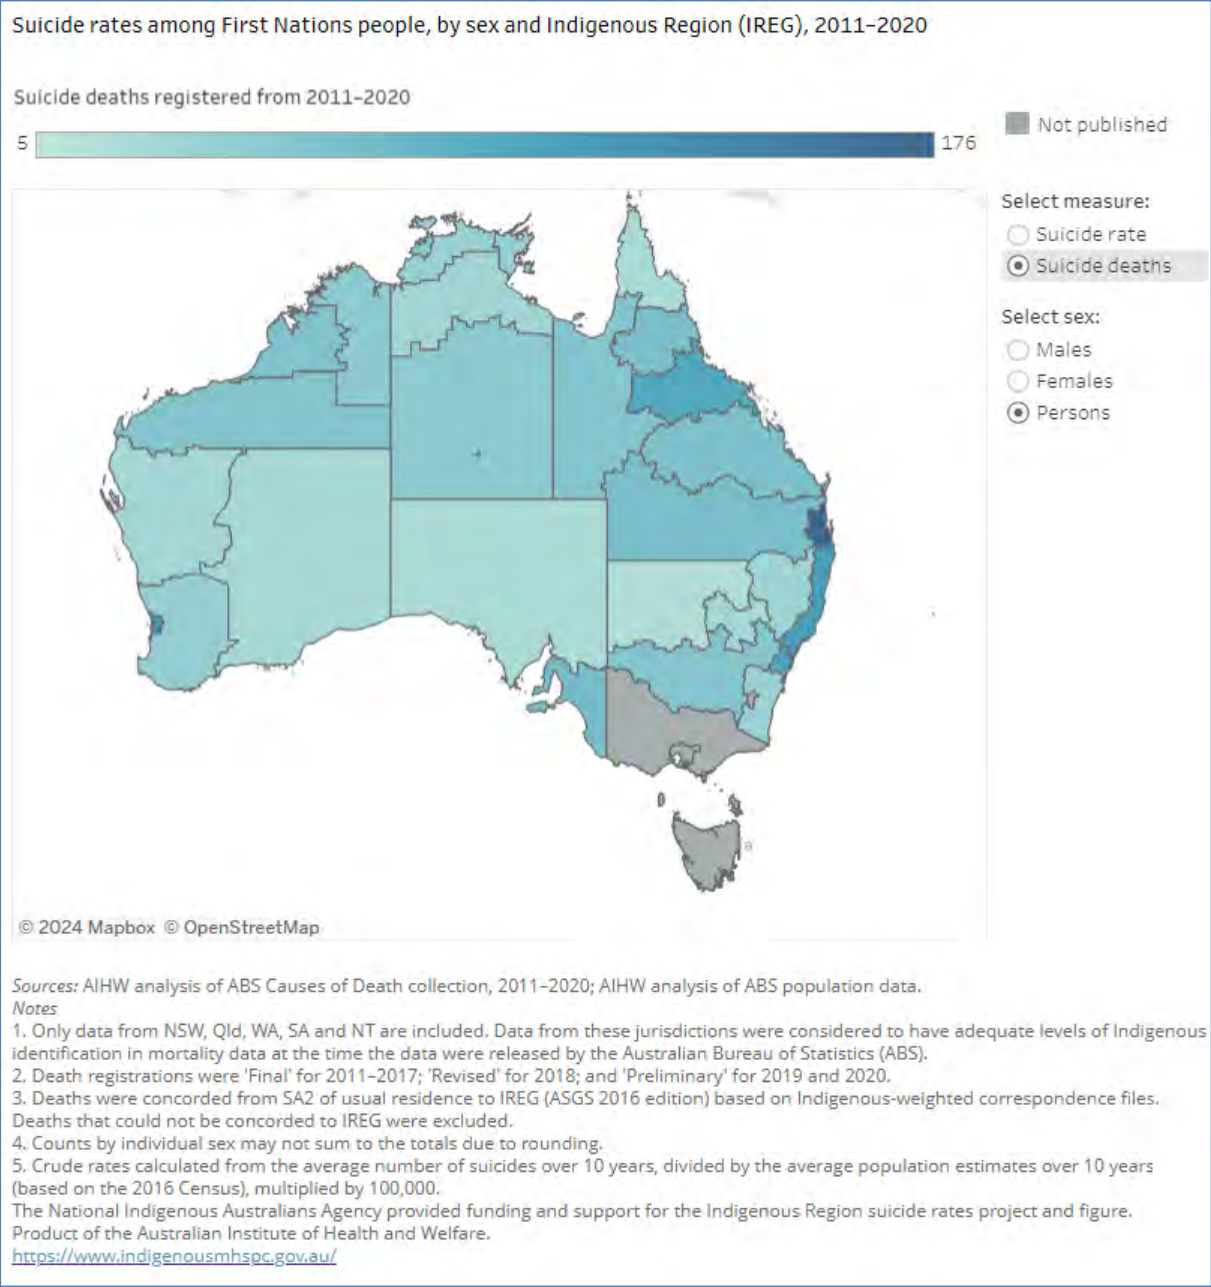 Suicide rates among First Nations people, by sex and Indigenous Region (IREG), 2011–2020
Suicide deaths registered from 2011–2020
5
176
Not published
Select measure:
Suicide rate
Suicide deaths
Select sex:
Males
Females
Persons
© 2024 Mapbox © OpenStreetMap
Sources: AIHW analysis of ABS Causes of Death collection, 2011–2020; AIHW analysis of ABS population data.
Notes
1. Only data from NSW, Qld, WA, SA and NT are included. Data from these jurisdictions were considered to have adequate levels of Indigenous
identification in mortality data at the time the data were released by the Australian Bureau of Statistics (ABS).
2. Death registrations were 'Final' for 2011–2017; 'Revised' for 2018; and 'Preliminary' for 2019 and 2020.
3. Deaths were concorded from SA2 of usual residence to IREG (ASGS 2016 edition) based on Indigenous-weighted correspondence files.
Deaths that could not be concorded to IREG were excluded.
4. Counts by individual sex may not sum to the totals due to rounding.
5. Crude rates calculated from the average number of suicides over 10 years, divided by the average population estimates over 10 years
(based on the 2016 Census), multiplied by 100,000.
The National Indigenous Australians Agency provided funding and support for the Indigenous Region suicide rates project and figure.
Product of the Australian Institute of Health and Welfare.
https://www.indigenousmhspc.gov.au/